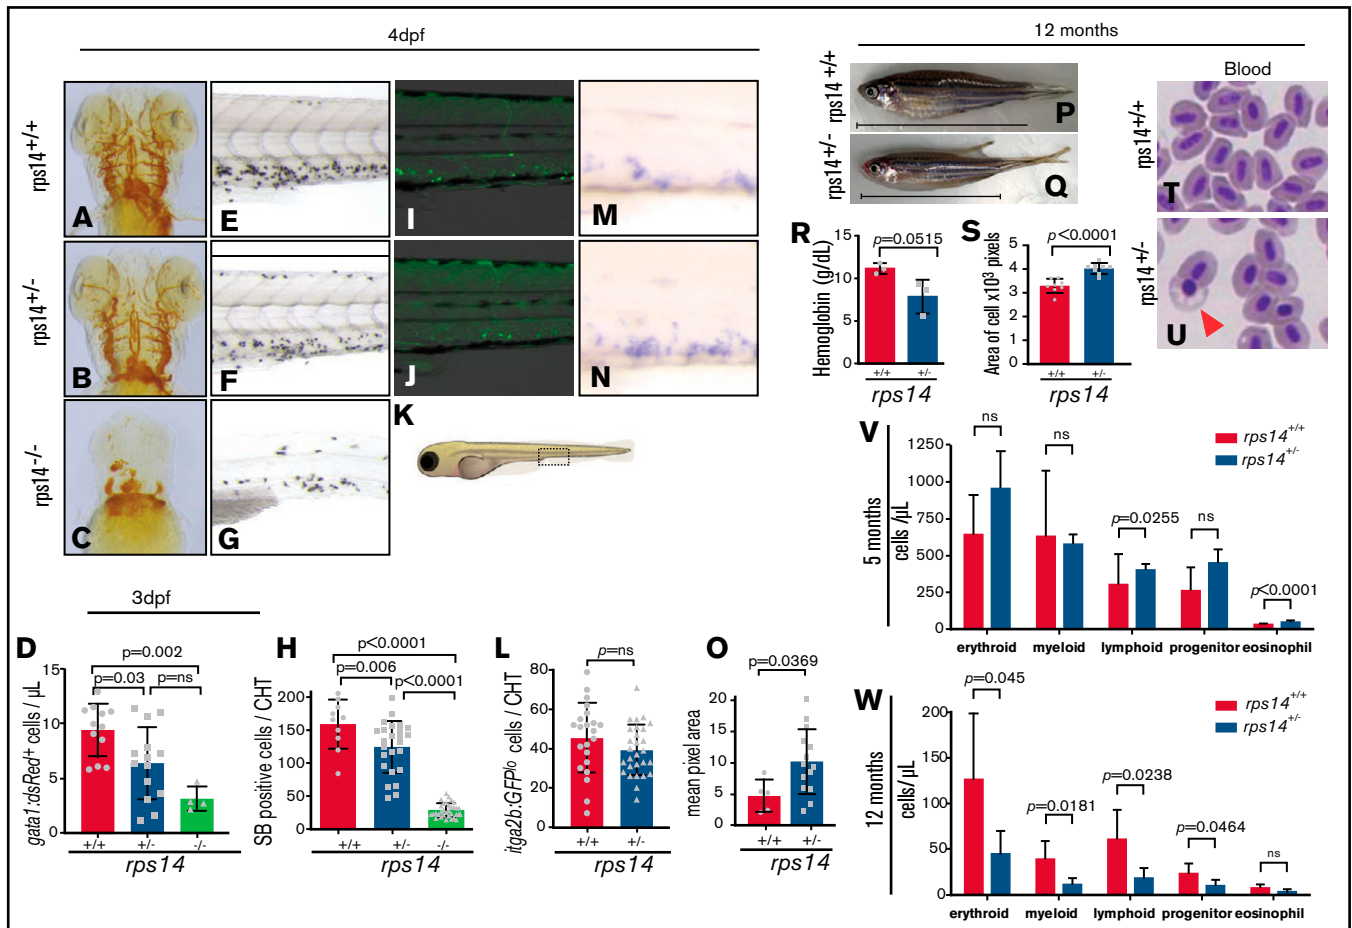 4dpf
12 months
rps14+/+
rps14+/-
rps14-/-
A
E
I
M
B
F
J
N
C
G
K
rps14+/+
P
rps14+/-
Q
Blood
rps14+/+
T
rps14+/-
U
R
Hemoglobin (g/dL)
15
10
5
0
p=0.0515
+/+ +/-
rps14
S
Area of cell x10³ pixels
5
4
3
2
1
0
p<0.0001
+/+ +/-
rps14
3dpf
D
gata1:dsRed+ cells / µL
15
10
5
0
p=0.002
p=0.03
p=ns
+/+ +/- -/-
rps14
H
SB positive cells / CHT
200
150
100
50
0
p<0.0001
p=0.006
p<0.0001
+/+ +/- -/-
rps14
L
itga2b:GFPlo cells / CHT
80
60
40
20
0
p=ns
+/+ +/-
rps14
O
mean pixel area
20
15
10
5
0
p=0.0369
+/+ +/-
rps14
V
5 months
cells /µL
1250
1000
750
500
250
0
ns
ns
p=0.0255
ns
p<0.0001
rps14+/+
rps14+/-
erythroid myeloid lymphoid progenitor eosinophil
W
12 months
cells/µL
200
150
100
50
0
p=0.045
p=0.0181
p=0.0238
p=0.0464
ns
rps14+/+
rps14+/-
erythroid myeloid lymphoid progenitor eosinophil